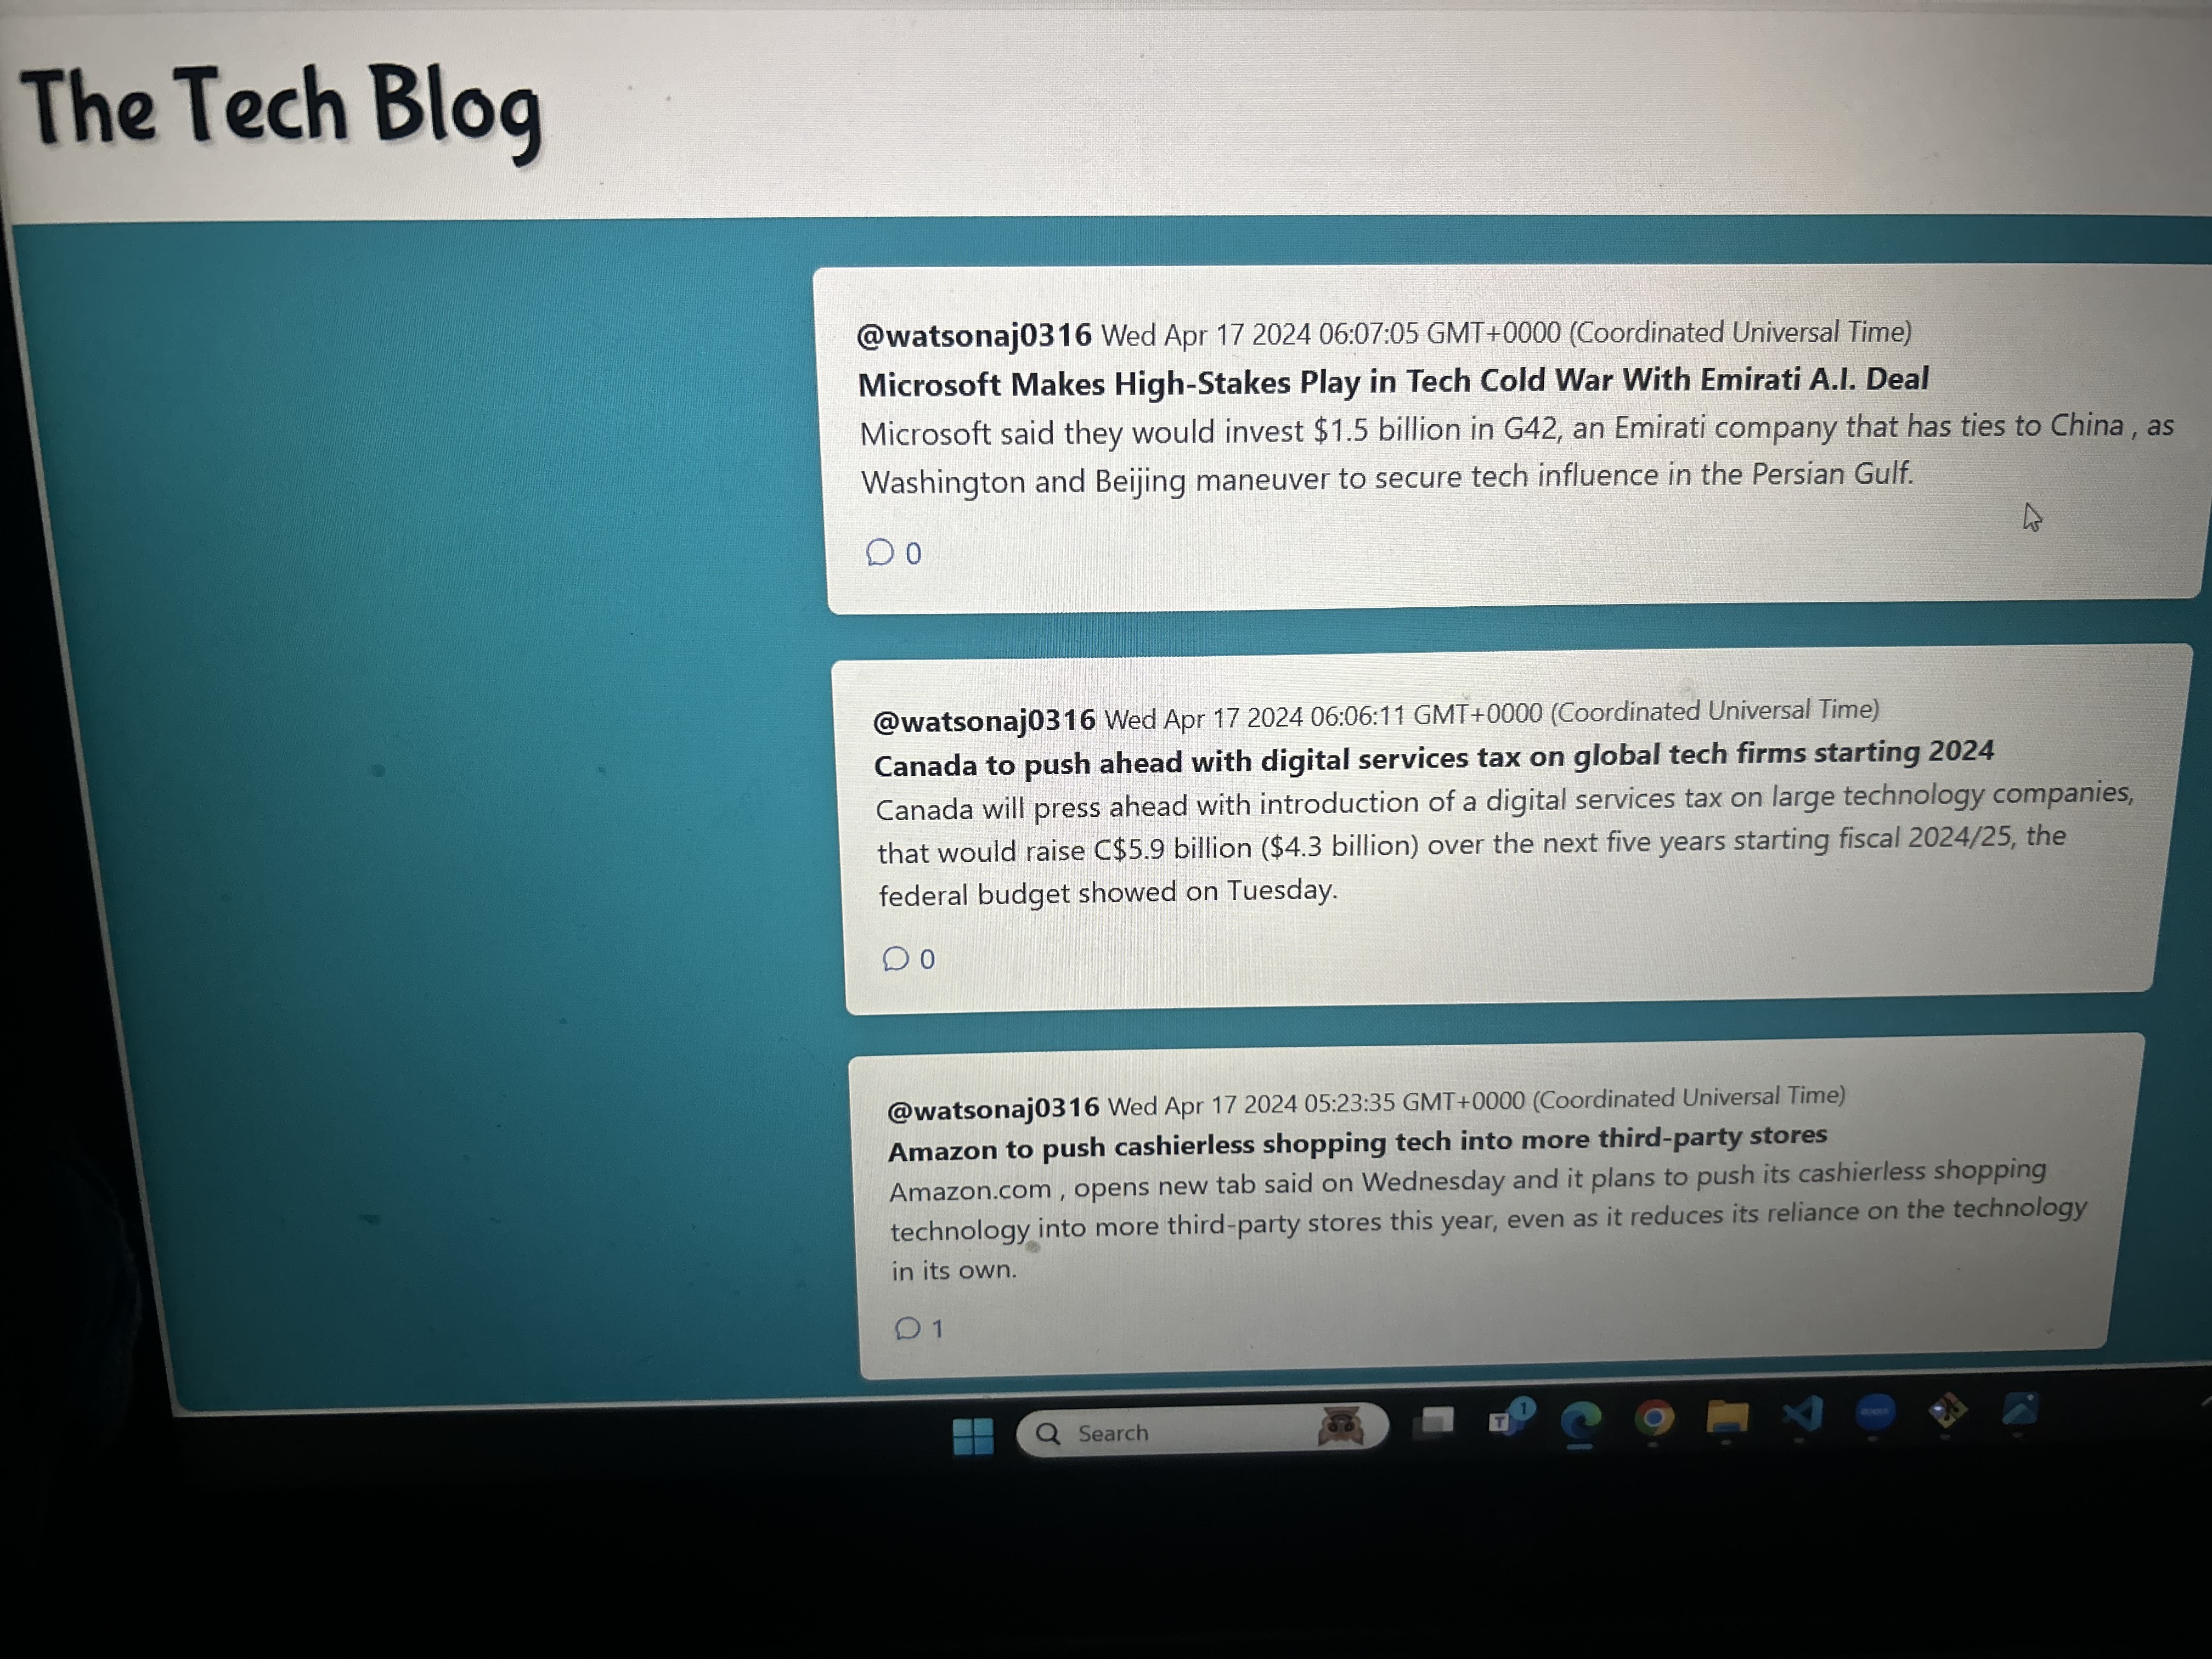 The Tech Blog
@watsonaj0316 Wed Apr 17 2024 06:07:05 GMT+0000 (Coordinated Universal Time)
Microsoft Makes High-Stakes Play in Tech Cold War With Emirati A.I. Deal
Microsoft said they would invest $1.5 billion in G42, an Emirati company that has ties to China , as
Washington and Beijing maneuver to secure tech influence in the Persian Gulf.
0
@watsonaj0316 Wed Apr 17 2024 06:06:11 GMT+0000 (Coordinated Universal Time)
Canada to push ahead with digital services tax on global tech firms starting 2024
Canada will press ahead with introduction of a digital services tax on large technology companies,
that would raise C$5.9 billion ($4.3 billion) over the next five years starting fiscal 2024/25, the
federal budget showed on Tuesday.
0
@watsonaj0316 Wed Apr 17 2024 05:23:35 GMT+0000 (Coordinated Universal Time)
Amazon to push cashierless shopping tech into more third-party stores
Amazon.com , opens new tab said on Wednesday and it plans to push its cashierless shopping
technology into more third-party stores this year, even as it reduces its reliance on the technology
in its own.
1
Search
T 1
zoom